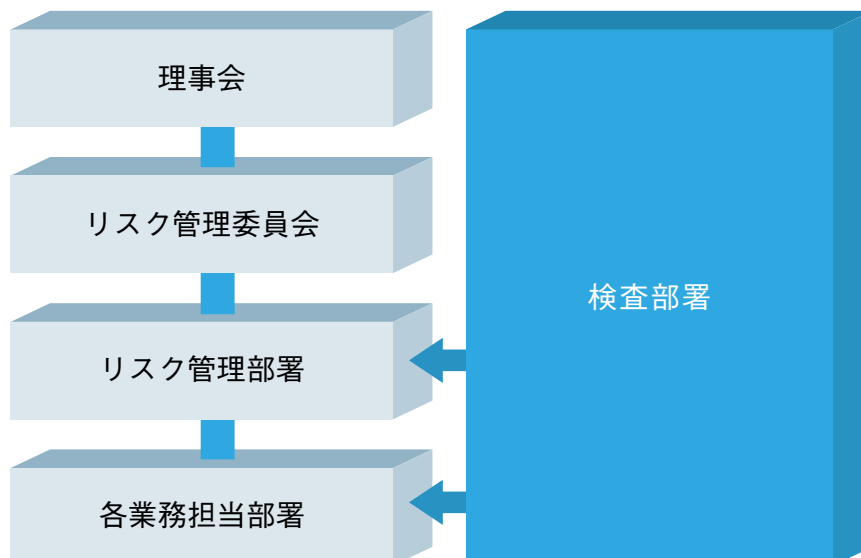 理事会
リスク管理委員会
リスク管理部署
各業務担当部署
検査部署